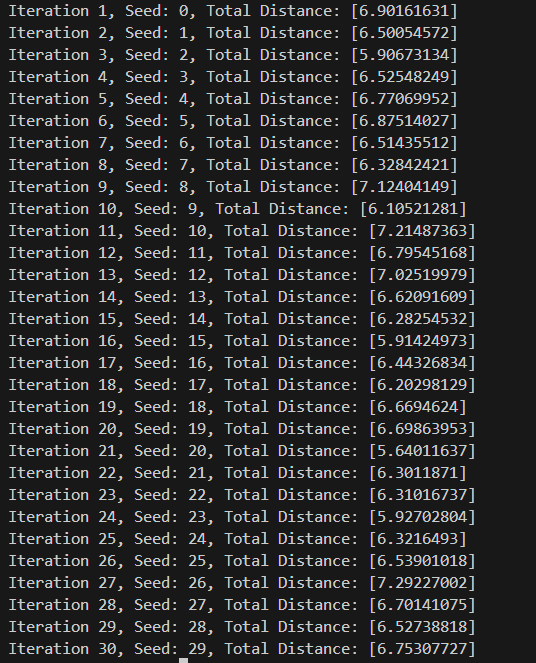 Iteration 1, Seed: 0, Total Distance: [6.90161631]
Iteration 2, Seed: 1, Total Distance: [6.50054572]
Iteration 3, Seed: 2, Total Distance: [5.90673134]
Iteration 4, Seed: 3, Total Distance: [6.52548249]
Iteration 5, Seed: 4, Total Distance: [6.77069952]
Iteration 6, Seed: 5, Total Distance: [6.87514027]
Iteration 7, Seed: 6, Total Distance: [6.51435512]
Iteration 8, Seed: 7, Total Distance: [6.32842421]
Iteration 9, Seed: 8, Total Distance: [7.12404149]
Iteration 10, Seed: 9, Total Distance: [6.10521281]
Iteration 11, Seed: 10, Total Distance: [7.21487363]
Iteration 12, Seed: 11, Total Distance: [6.79545168]
Iteration 13, Seed: 12, Total Distance: [7.02519979]
Iteration 14, Seed: 13, Total Distance: [6.62091609]
Iteration 15, Seed: 14, Total Distance: [6.28254532]
Iteration 16, Seed: 15, Total Distance: [5.91424973]
Iteration 17, Seed: 16, Total Distance: [6.44326834]
Iteration 18, Seed: 17, Total Distance: [6.20298129]
Iteration 19, Seed: 18, Total Distance: [6.6694624]
Iteration 20, Seed: 19, Total Distance: [6.69863953]
Iteration 21, Seed: 20, Total Distance: [5.64011637]
Iteration 22, Seed: 21, Total Distance: [6.3011871]
Iteration 23, Seed: 22, Total Distance: [6.31016737]
Iteration 24, Seed: 23, Total Distance: [5.92702804]
Iteration 25, Seed: 24, Total Distance: [6.3216493]
Iteration 26, Seed: 25, Total Distance: [6.53901018]
Iteration 27, Seed: 26, Total Distance: [7.29227002]
Iteration 28, Seed: 27, Total Distance: [6.70141075]
Iteration 29, Seed: 28, Total Distance: [6.52738818]
Iteration 30, Seed: 29, Total Distance: [6.75307727]